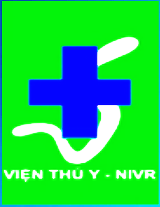 VIỆN THÚ Y - NIVR